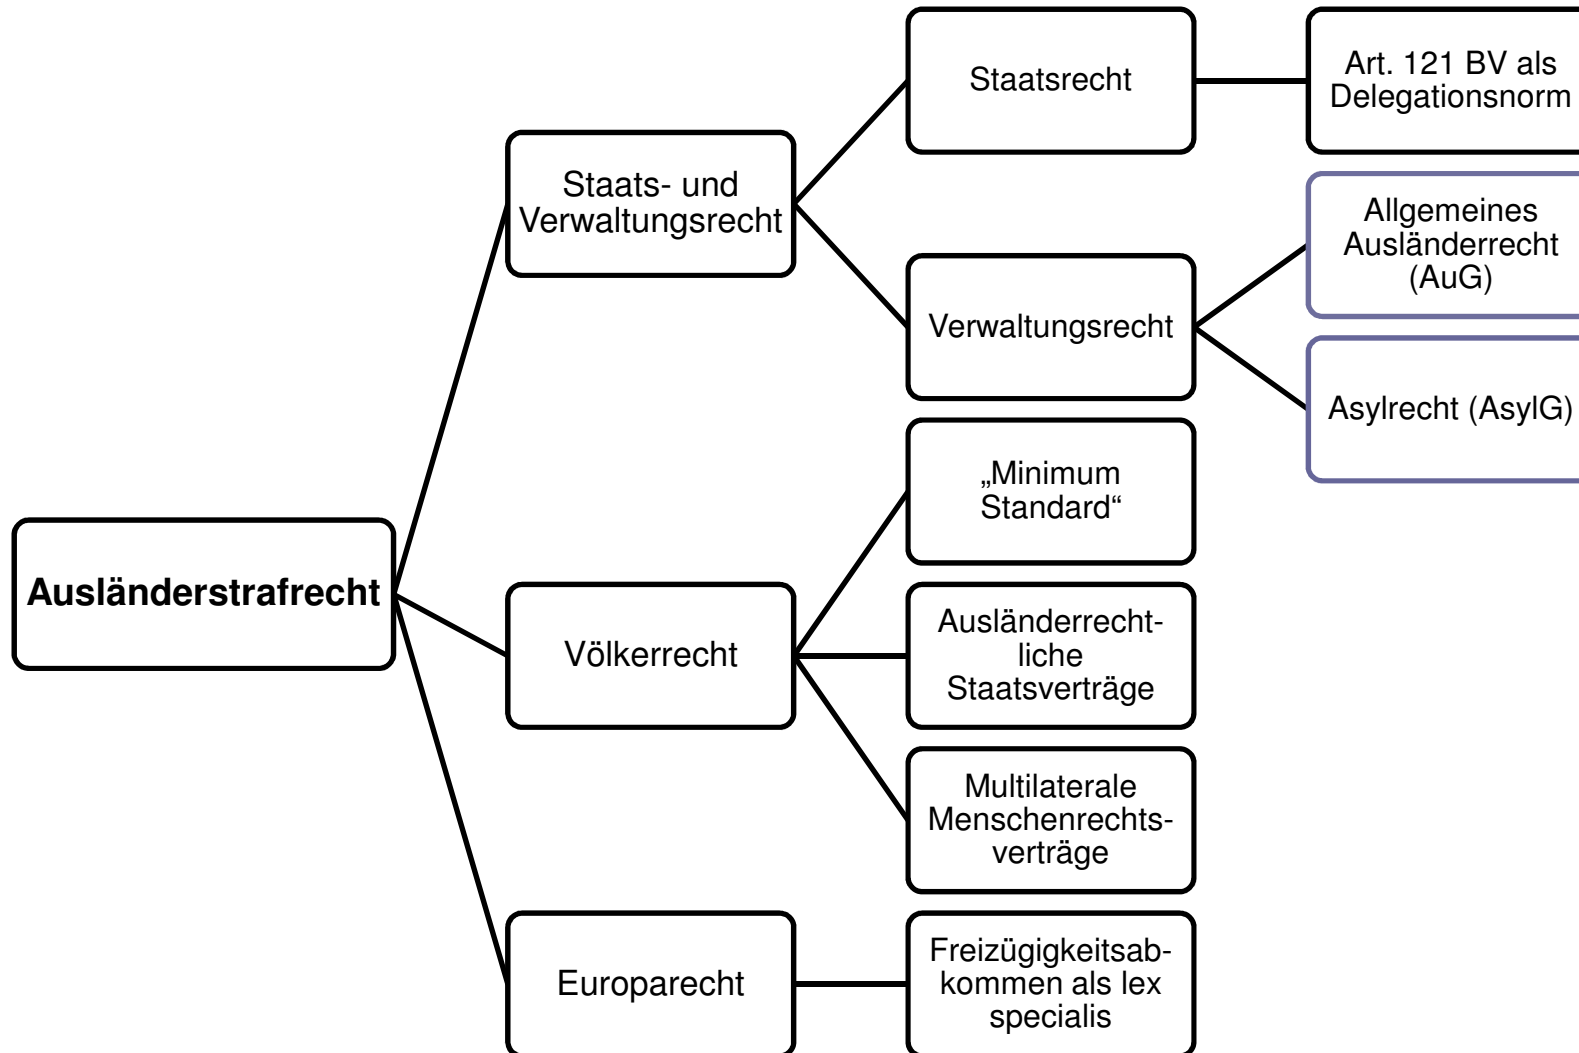 Ausländerstrafrecht
Staats- und
Verwaltungsrecht
Staatsrecht
Art. 121 BV als
Delegationsnorm
Verwaltungsrecht
Allgemeines
Ausländerrecht
(AuG)
Asylrecht (AsylG)
Völkerrecht
„Minimum
Standard“
Ausländerrecht-
liche
Staatsverträge
Multilaterale
Menschenrechts-
verträge
Europarecht
Freizügigkeitsab-
kommen als lex
specialis